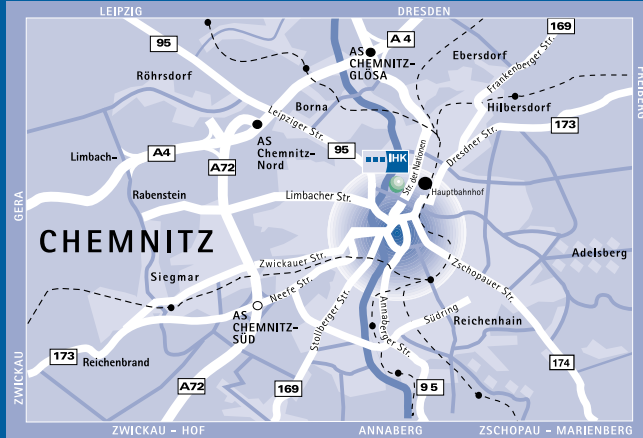 LEIPZIG
DRESDEN
169
95
A 4
AS
CHEMNITZ-
GLÖSA
Ebersdorf
Frankenberger Str.
FREIBERG
Röhrsdorf
Borna
Hilbersdorf
Leipziger Str.
173
Dresdner Str.
AS
Chemnitz-
Nord
95
IHK
Str. der Nationen
Limbach-
A4
A72
Hauptbahnhof
Rabenstein
Limbacher Str.
GERA
CHEMNITZ
Zwickauer Str.
Adelsberg
Siegmar
Zschopauer Str.
Neefe Str.
AS
CHEMNITZ-
SÜD
Stollberger Str.
Annaberger Str.
Südring
Reichenhain
173
Reichenbrand
174
ZWICKAU
A72
169
95
ZWICKAU – HOF
ANNABERG
ZSCHOPAU – MARIENBERG